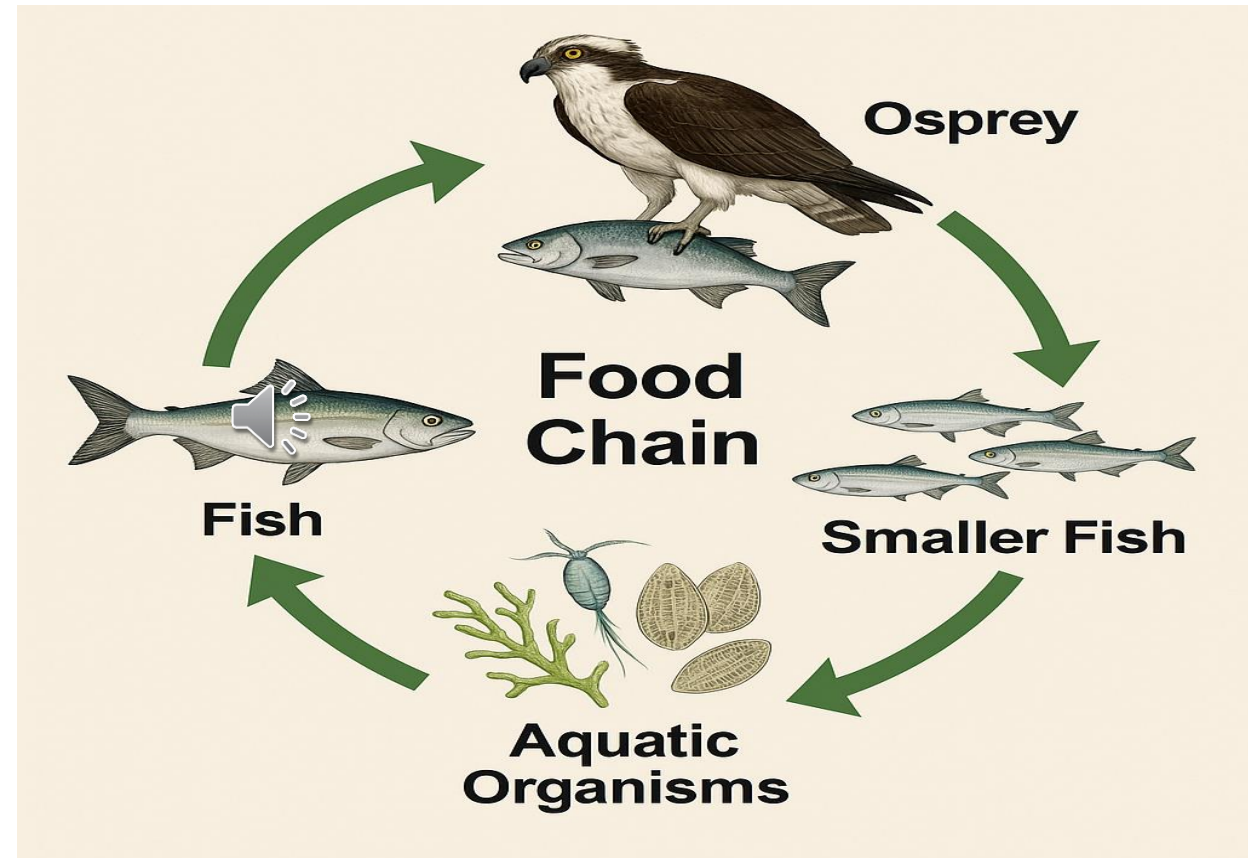 Osprey
Food
Chain
Fish
Smaller Fish
Aquatic
Organisms